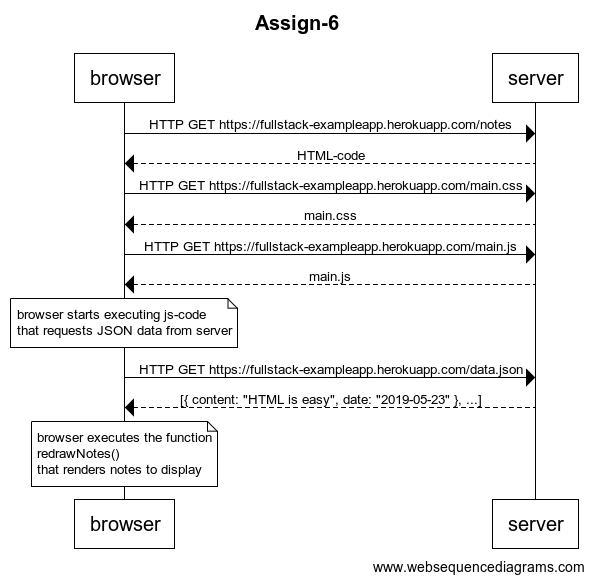 Assign-6
browser
server
HTTP GET https://fullstack-exampleapp.herokuapp.com/notes
HTML-code
HTTP GET https://fullstack-exampleapp.herokuapp.com/main.css
main.css
HTTP GET https://fullstack-exampleapp.herokuapp.com/main.js
main.js
browser starts executing js-code
that requests JSON data from server
HTTP GET https://fullstack-exampleapp.herokuapp.com/data.json
[{ content: "HTML is easy", date: "2019-05-23" }, ...]
browser executes the function
redrawNotes()
that renders notes to display
browser
server
www.websequencediagrams.com